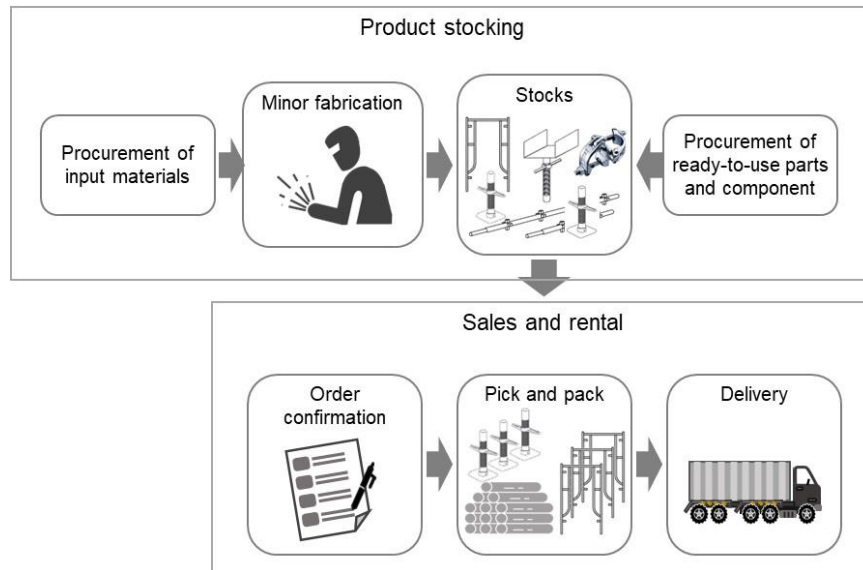 Product stocking
Procurement of
input materials
Minor fabrication
Stocks
Procurement of
ready-to-use parts
and component
Sales and rental
Order
confirmation
Pick and pack
Delivery